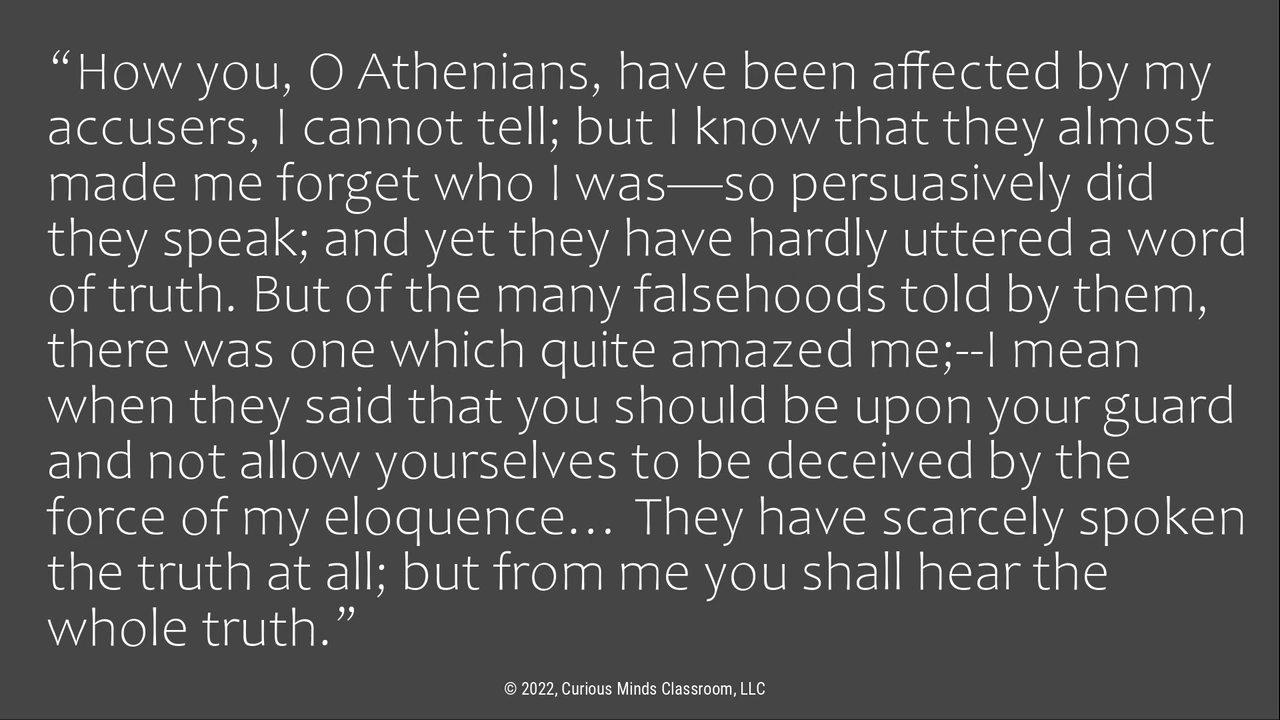 “How you, O Athenians, have been affected by my
accusers, I cannot tell; but I know that they almost
made me forget who I was—so persuasively did
they speak; and yet they have hardly uttered a word
of truth. But of the many falsehoods told by them,
there was one which quite amazed me;--I mean
when they said that you should be upon your guard
and not allow yourselves to be deceived by the
force of my eloquence… They have scarcely spoken
the truth at all; but from me you shall hear the
whole truth.”
© 2022, Curious Minds Classroom, LLC